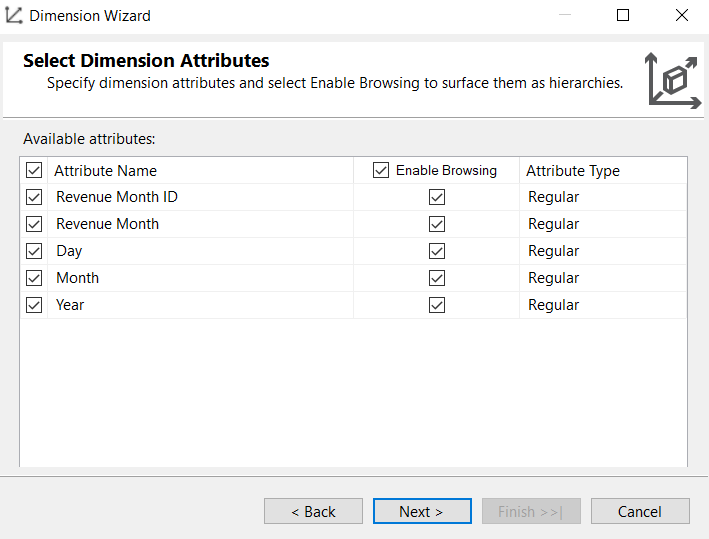 Dimension Wizard
Select Dimension Attributes
Specify dimension attributes and select Enable Browsing to surface them as hierarchies.
Available attributes:
Attribute Name Enable Browsing Attribute Type
Revenue Month ID Regular
Revenue Month Regular
Day Regular
Month Regular
Year Regular
< Back Next > Finish >>| Cancel